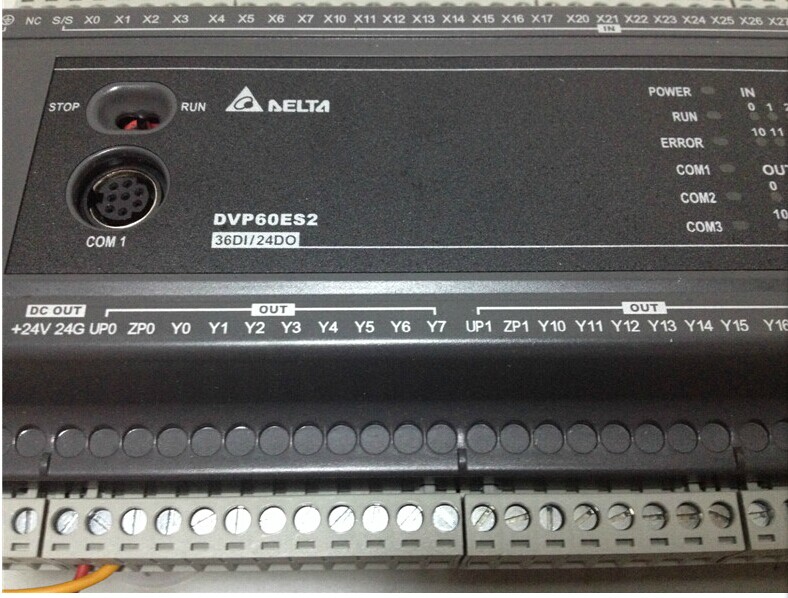 NC S/S X0 X1 X2 X3 X4 X5 X6 X7 X10 X11 X12 X13 X14 X15 X16 X17 X20 X21 X22 X23 X24 X25 X26 X27
IN
STOP RUN
DELTA
POWER IN
0 1 2
RUN
10 11
ERROR
COM1 OUT
0
COM2
10
COM3
COM 1
DVP60ES2
36DI/24DO
DC OUT OUT OUT
+24V 24G UP0 ZP0 Y0 Y1 Y2 Y3 Y4 Y5 Y6 Y7 UP1 ZP1 Y10 Y11 Y12 Y13 Y14 Y15 Y16